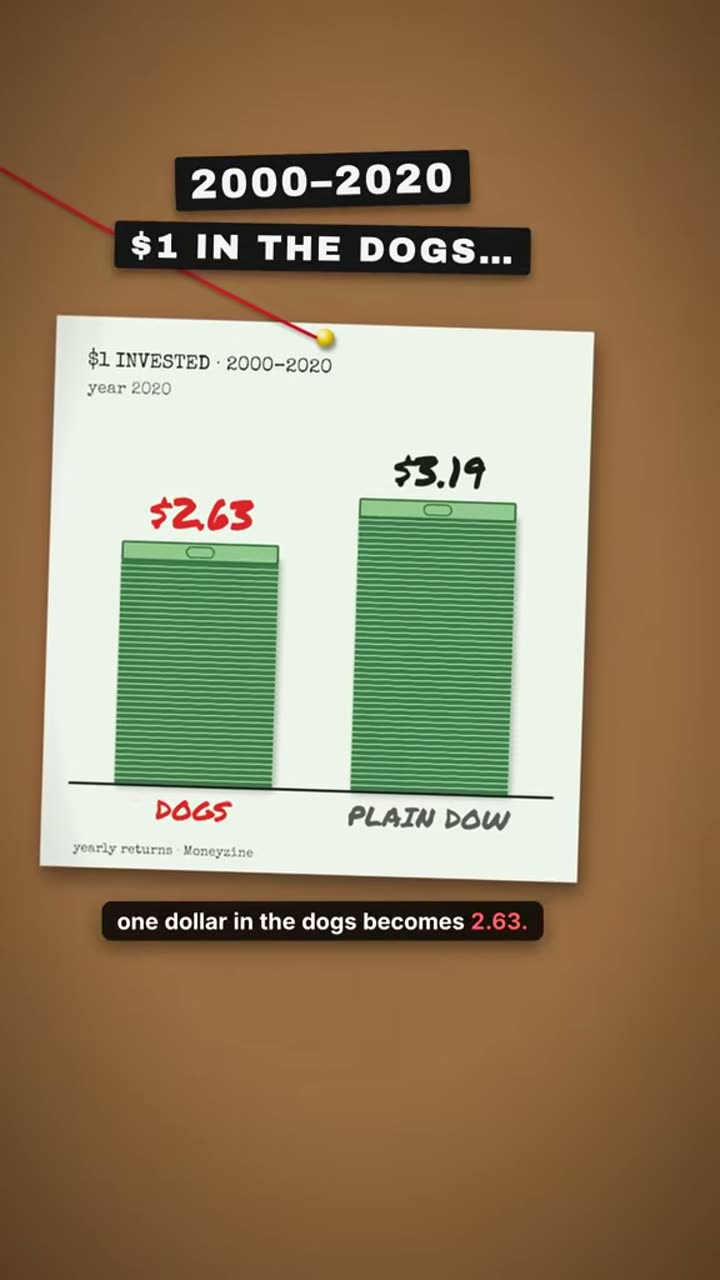 2000–2020
$1 IN THE DOGS...
$1 INVESTED · 2000–2020
year 2020
$3.19
$2.63
DOGS
PLAIN DOW
yearly returns · Moneyzine
one dollar in the dogs becomes 2.63.